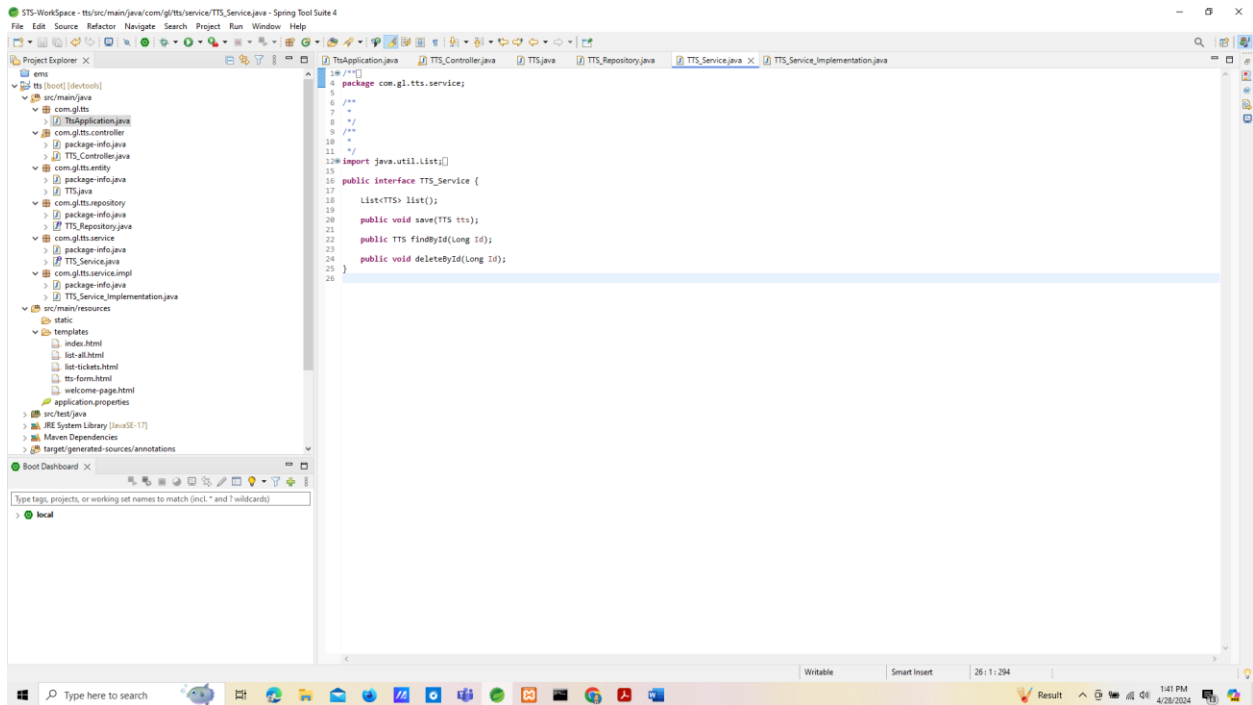 STS-WorkSpace - tts/src/main/java/com/gl/tts/service/TTS_Service.java - Spring Tool Suite 4
File Edit Source Refactor Navigate Search Project Run Window Help
Project Explorer
ems
tts [boot] [devtools]
src/main/java
com.gl.tts
TtsApplication.java
com.gl.tts.controller
package-info.java
TTS_Controller.java
com.gl.tts.entity
package-info.java
TTS.java
com.gl.tts.repository
package-info.java
TTS_Repository.java
com.gl.tts.service
package-info.java
TTS_Service.java
com.gl.tts.service.impl
package-info.java
TTS_Service_Implementation.java
src/main/resources
static
templates
index.html
list-all.html
list-tickets.html
tts-form.html
welcome-page.html
application.properties
src/test/java
JRE System Library [JavaSE-17]
Maven Dependencies
target/generated-sources/annotations
Boot Dashboard
Type tags, projects, or working set names to match (incl. * and ? wildcards)
local
TtsApplication.java TTS_Controller.java TTS.java TTS_Repository.java TTS_Service.java TTS_Service_Implementation.java
1 /**
4 package com.gl.tts.service;
5
6 /**
7 *
8 */
9 /**
10 *
11 */
12 import java.util.List;
15
16 public interface TTS_Service {
17
18 List<TTS> list();
19
20 public void save(TTS tts);
21
22 public TTS findById(Long Id);
23
24 public void deleteById(Long Id);
25 }
26
Writable Smart Insert 26 : 1 : 294
Type here to search
Result
1:41 PM
4/28/2024